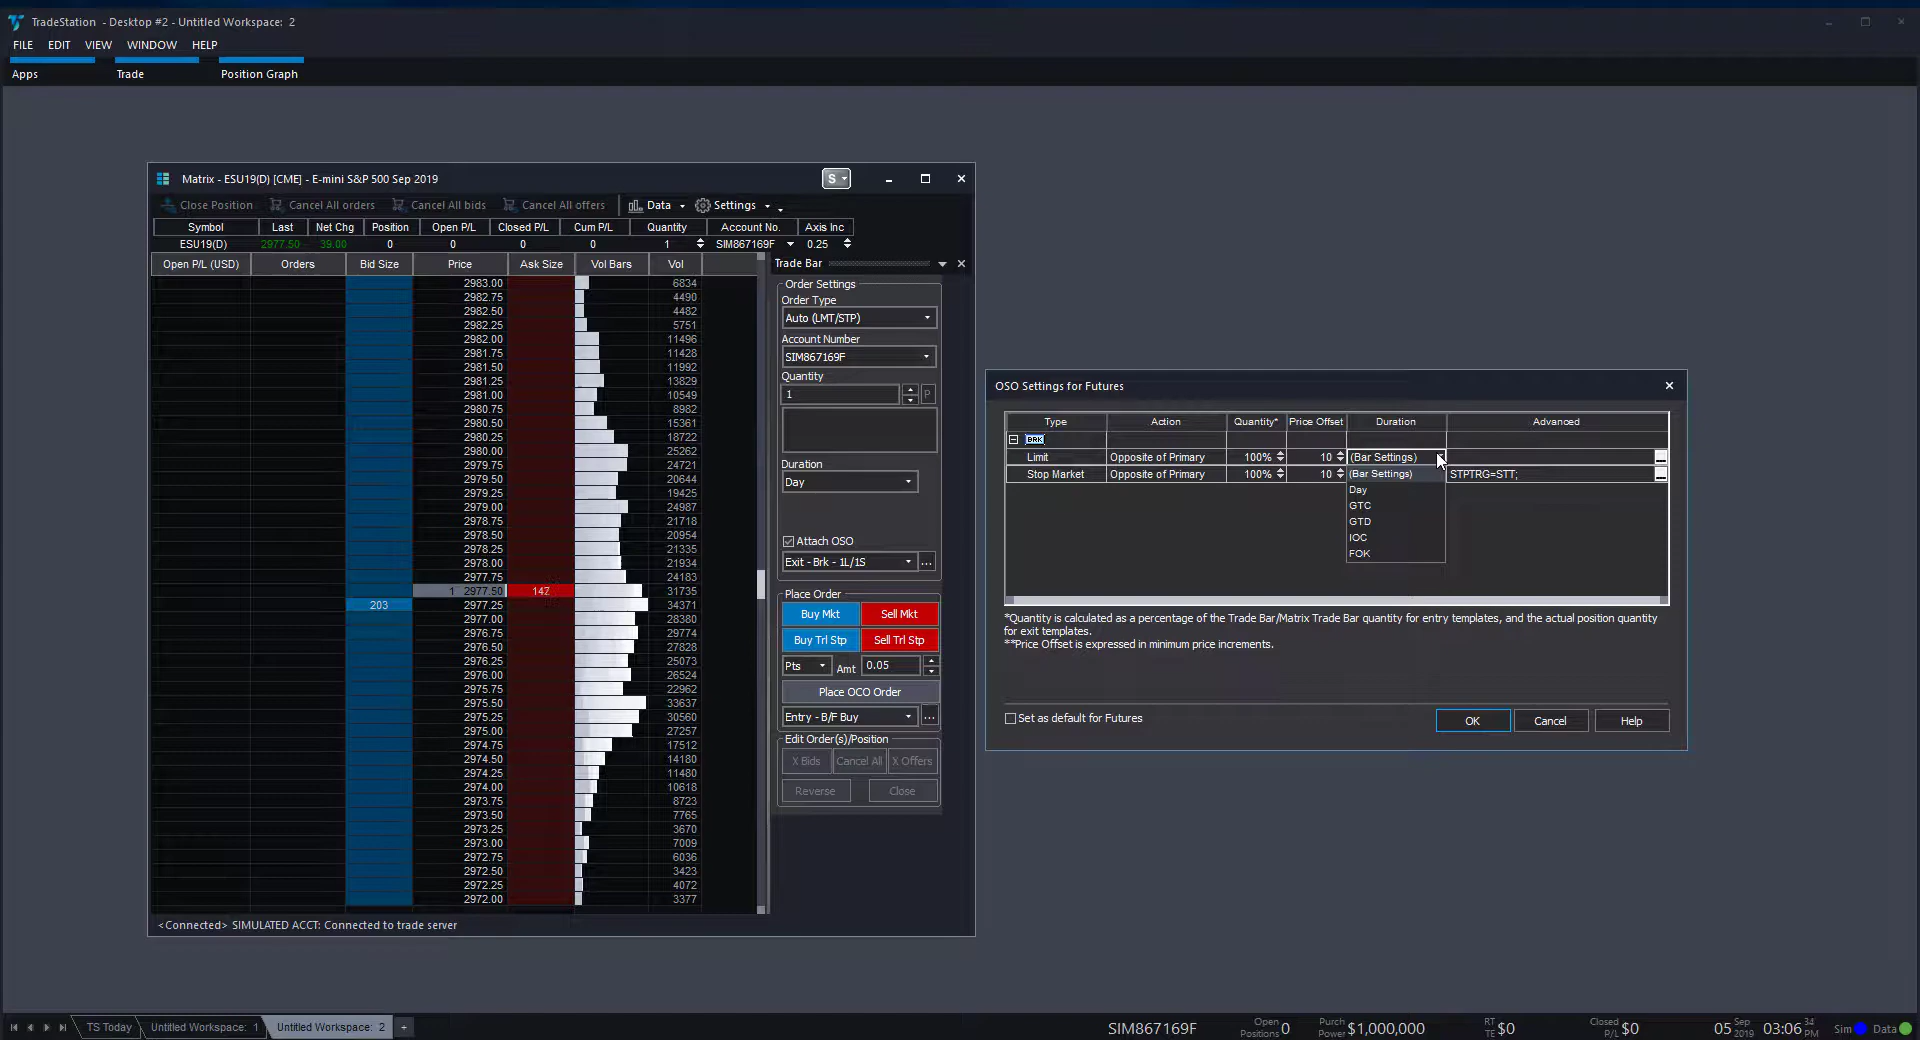 TradeStation - Desktop #2 - Untitled Workspace: 2
FILE EDIT VIEW WINDOW HELP
Apps Trade Position Graph
Matrix - ESU19(D) [CME] - E-mini S&P 500 Sep 2019
S
Close Position Cancel All orders Cancel All bids Cancel All offers Data Settings
Symbol Last Net Chg Position Open P/L Closed P/L Cum P/L Quantity Account No. Axis Inc
ESU19(D) 2977.50 39.00 0 0 0 0 1 SIM867169F 0.25
Open P/L (USD) Orders Bid Size Price Ask Size Vol Bars Vol
2983.00 6834
2982.75 4490
2982.50 4482
2982.25 5751
2982.00 11496
2981.75 11428
2981.50 11992
2981.25 13829
2981.00 10549
2980.75 8982
2980.50 15361
2980.25 18722
2980.00 25262
2979.75 24721
2979.50 20644
2979.25 19425
2979.00 24987
2978.75 21718
2978.50 20954
2978.25 21335
2978.00 21934
2977.75 24183
1 2977.50 147 31735
203 2977.25 34371
2977.00 28380
2976.75 29774
2976.50 27828
2976.25 25073
2976.00 26524
2975.75 22962
2975.50 33637
2975.25 30560
2975.00 27257
2974.75 17512
2974.50 14180
2974.25 11480
2974.00 10618
2973.75 8723
2973.50 7765
2973.25 3670
2973.00 7009
2972.75 6036
2972.50 3423
2972.25 4072
2972.00 3377
<Connected> SIMULATED ACCT: Connected to trade server
Trade Bar
Order Settings
Order Type
Auto (LMT/STP)
Account Number
SIM867169F
Quantity
1 P
Duration
Day
Attach OSO
Exit - Brk - 1L/1S ...
Place Order
Buy Mkt Sell Mkt
Buy Trl Stp Sell Trl Stp
Pts Amt 0.05
Place OCO Order
Entry - B/F Buy ...
Edit Order(s)/Position
X Bids Cancel All X Offers
Reverse Close
OSO Settings for Futures
Type Action Quantity* Price Offset Duration Advanced
BRK
Limit Opposite of Primary 100% 10 (Bar Settings)
Stop Market Opposite of Primary 100% 10 (Bar Settings) STPTRG=STT;
Day
GTC
GTD
IOC
FOK
*Quantity is calculated as a percentage of the Trade Bar/Matrix Trade Bar quantity for entry templates, and the actual position quantity
for exit templates.
**Price Offset is expressed in minimum price increments.
Set as default for Futures OK Cancel Help
TS Today Untitled Workspace: 1 Untitled Workspace: 2 +
SIM867169F Open Positions 0 Purch Power $1,000,000 RT TE $0 Closed P/L $0 05 Sep 2019 03:06 34 PM Sim Data